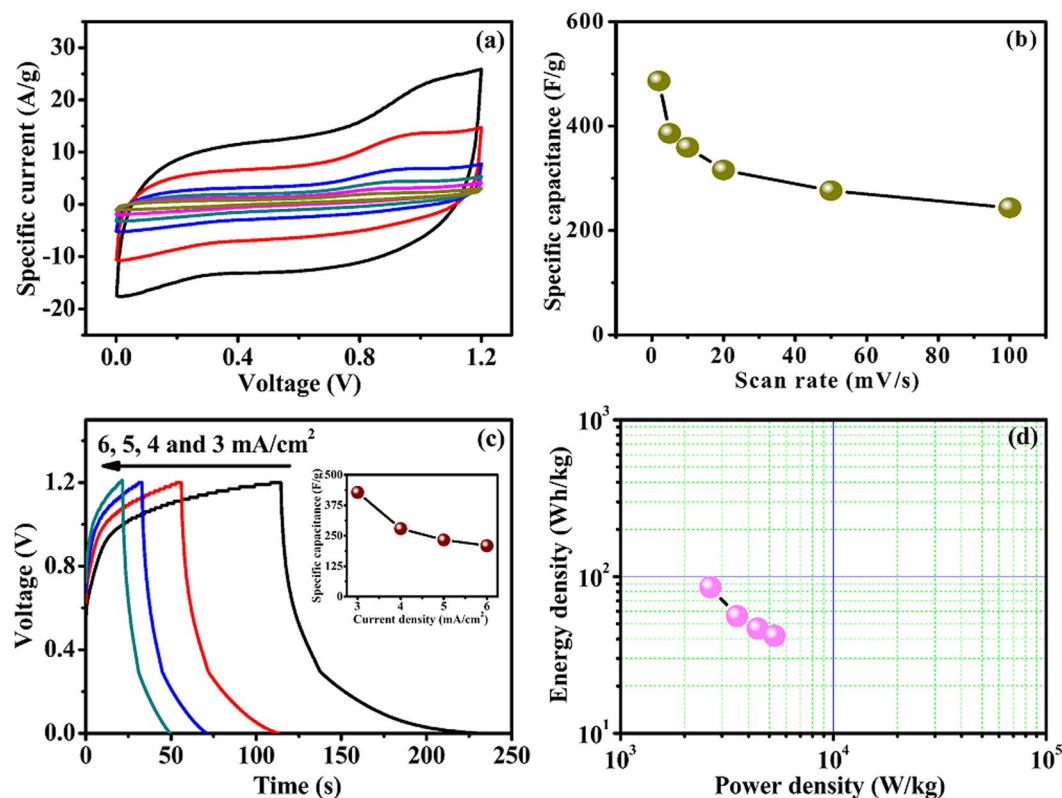 (a)
Specific current (A/g)
30
20
10
0
-10
-20
0.0 0.4 0.8 1.2
Voltage (V)
(b)
Specific capacitance (F/g)
600
400
200
0
0 20 40 60 80 100
Scan rate (mV/s)
(c)
6, 5, 4 and 3 mA/cm²
Voltage (V)
1.6
1.2
0.8
0.4
0.0
0 50 100 150 200 250
Time (s)
Specific capacitance (F/g)
500
375
250
125
0
3 4 5 6
Current density (mA/cm²)
(d)
Energy density (Wh/kg)
10³
10²
10¹
10³ 10⁴ 10⁵
Power density (W/kg)